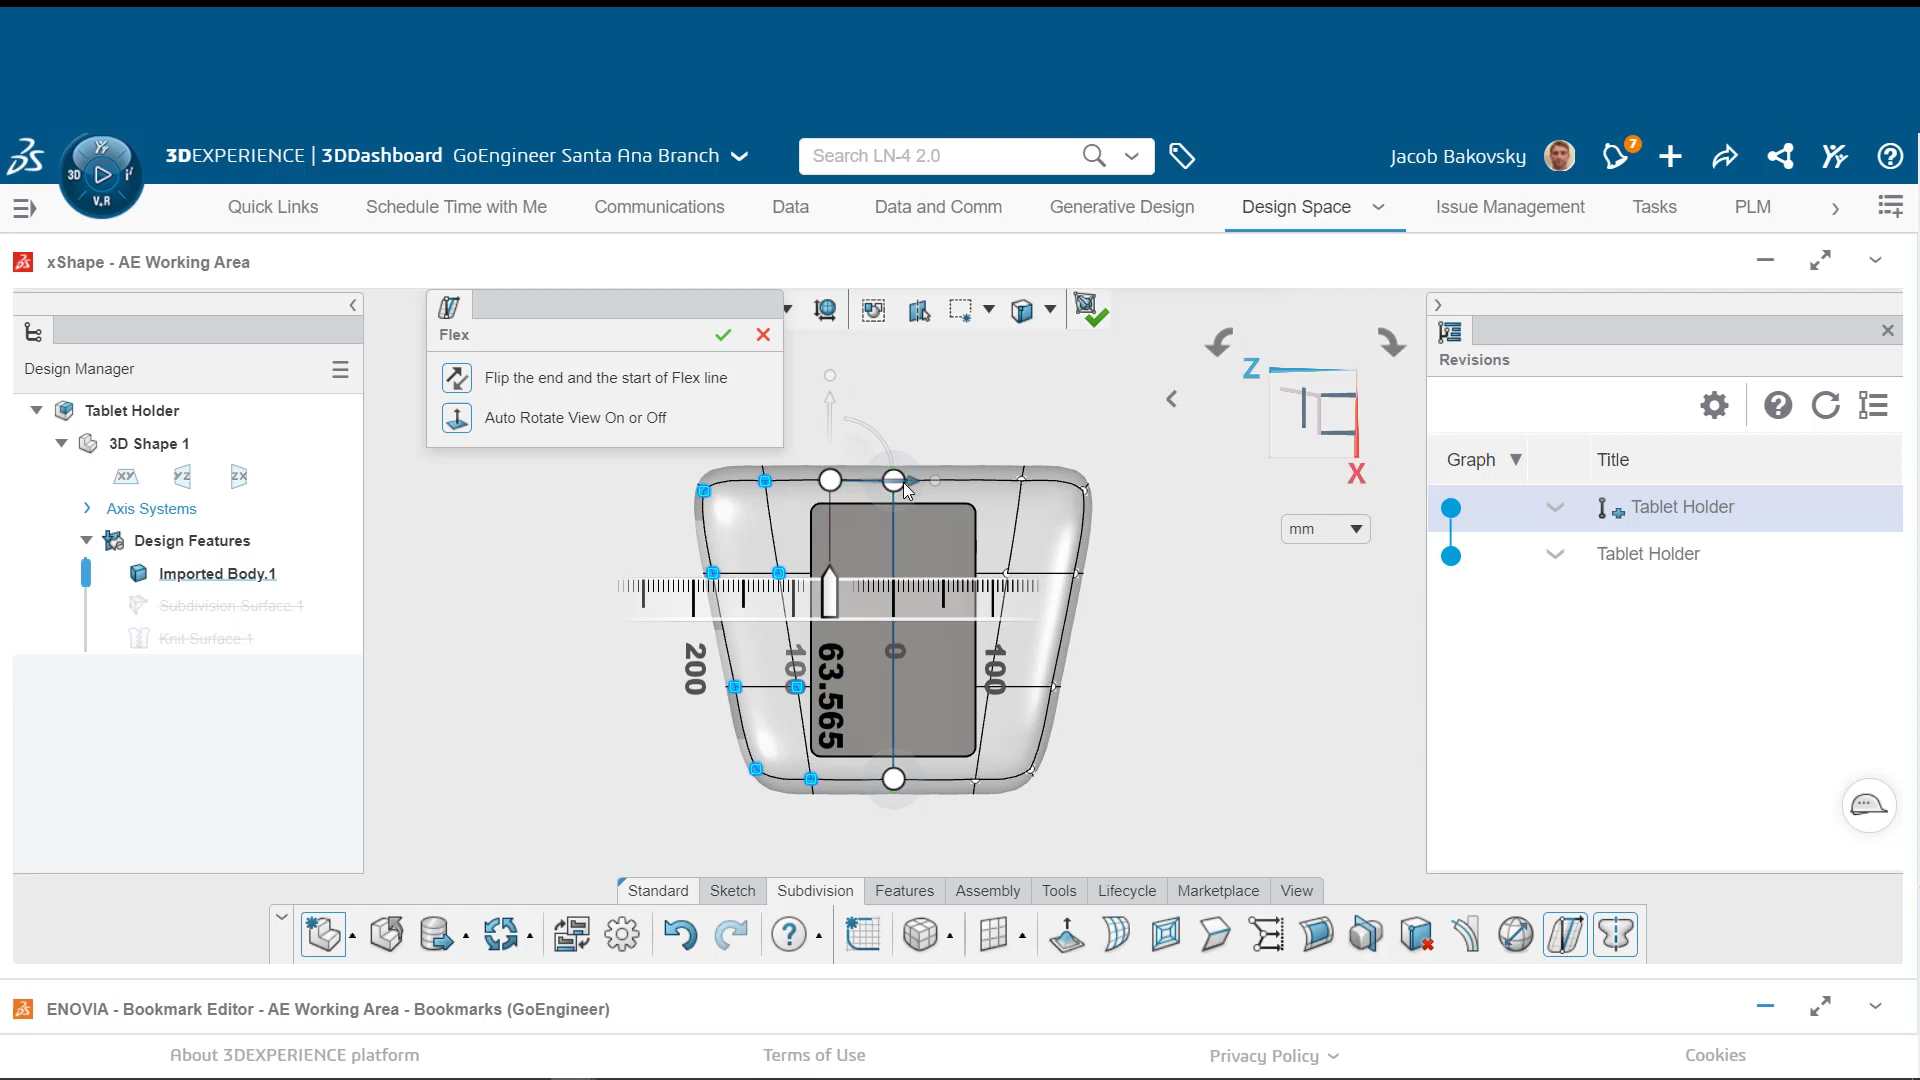 3DEXPERIENCE | 3DDashboard GoEngineer Santa Ana Branch
Search LN-4 2.0
Jacob Bakovsky
7
3D
V.R
Quick Links
Schedule Time with Me
Communications
Data
Data and Comm
Generative Design
Design Space
Issue Management
Tasks
PLM
xShape - AE Working Area
Flex
Flip the end and the start of Flex line
Auto Rotate View On or Off
Design Manager
Tablet Holder
3D Shape 1
XY
YZ
ZX
Axis Systems
Design Features
Imported Body.1
Subdivision Surface.1
Knit Surface.1
200
100
63.565
0
100
Z
X
mm
Revisions
Graph
Title
Tablet Holder
Tablet Holder
Standard
Sketch
Subdivision
Features
Assembly
Tools
Lifecycle
Marketplace
View
ENOVIA - Bookmark Editor - AE Working Area - Bookmarks (GoEngineer)
About 3DEXPERIENCE platform
Terms of Use
Privacy Policy
Cookies